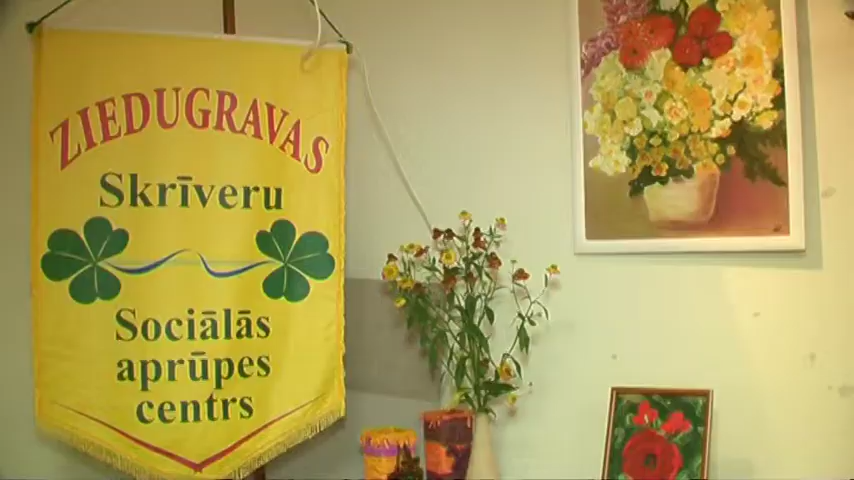 ZIEDUGRAVAS
Skrīveru
Sociālās
aprūpes
centrs